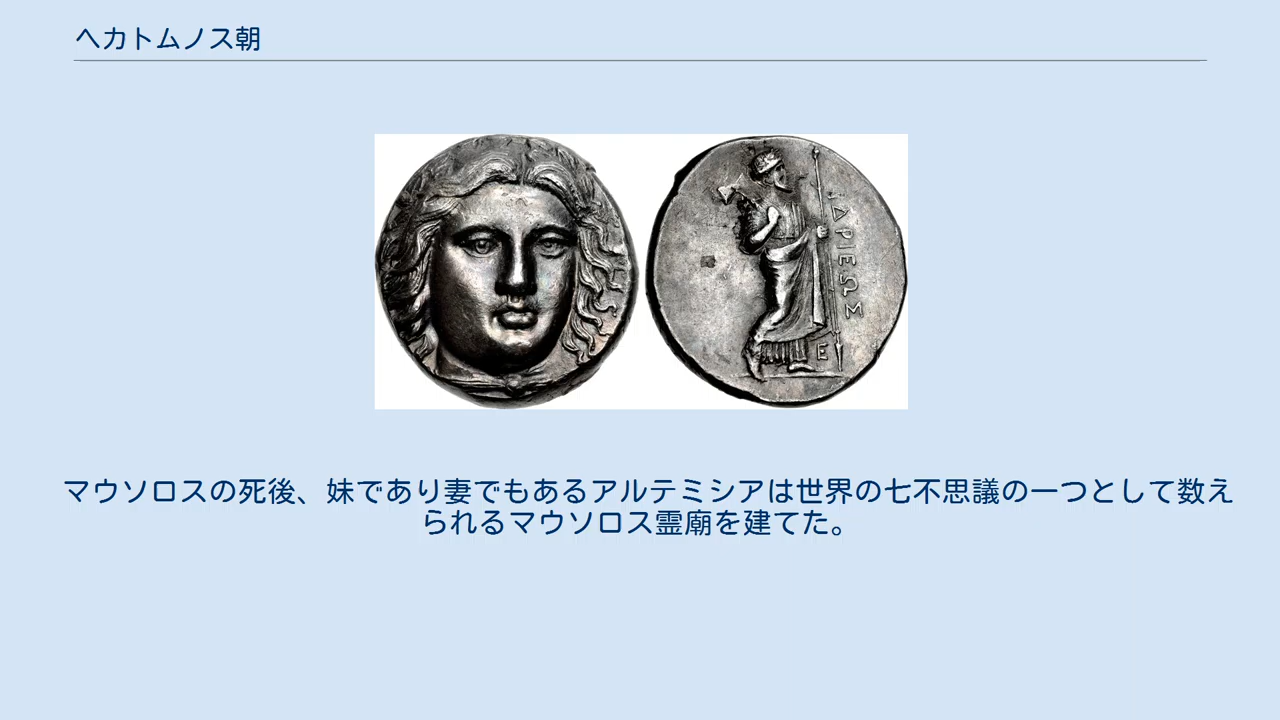 ヘカトムノス朝
ΙΔΡΙΕΩΣ
E
マウソロスの死後、妹であり妻でもあるアルテミシアは世界の七不思議の一つとして数え
られるマウソロス霊廟を建てた。